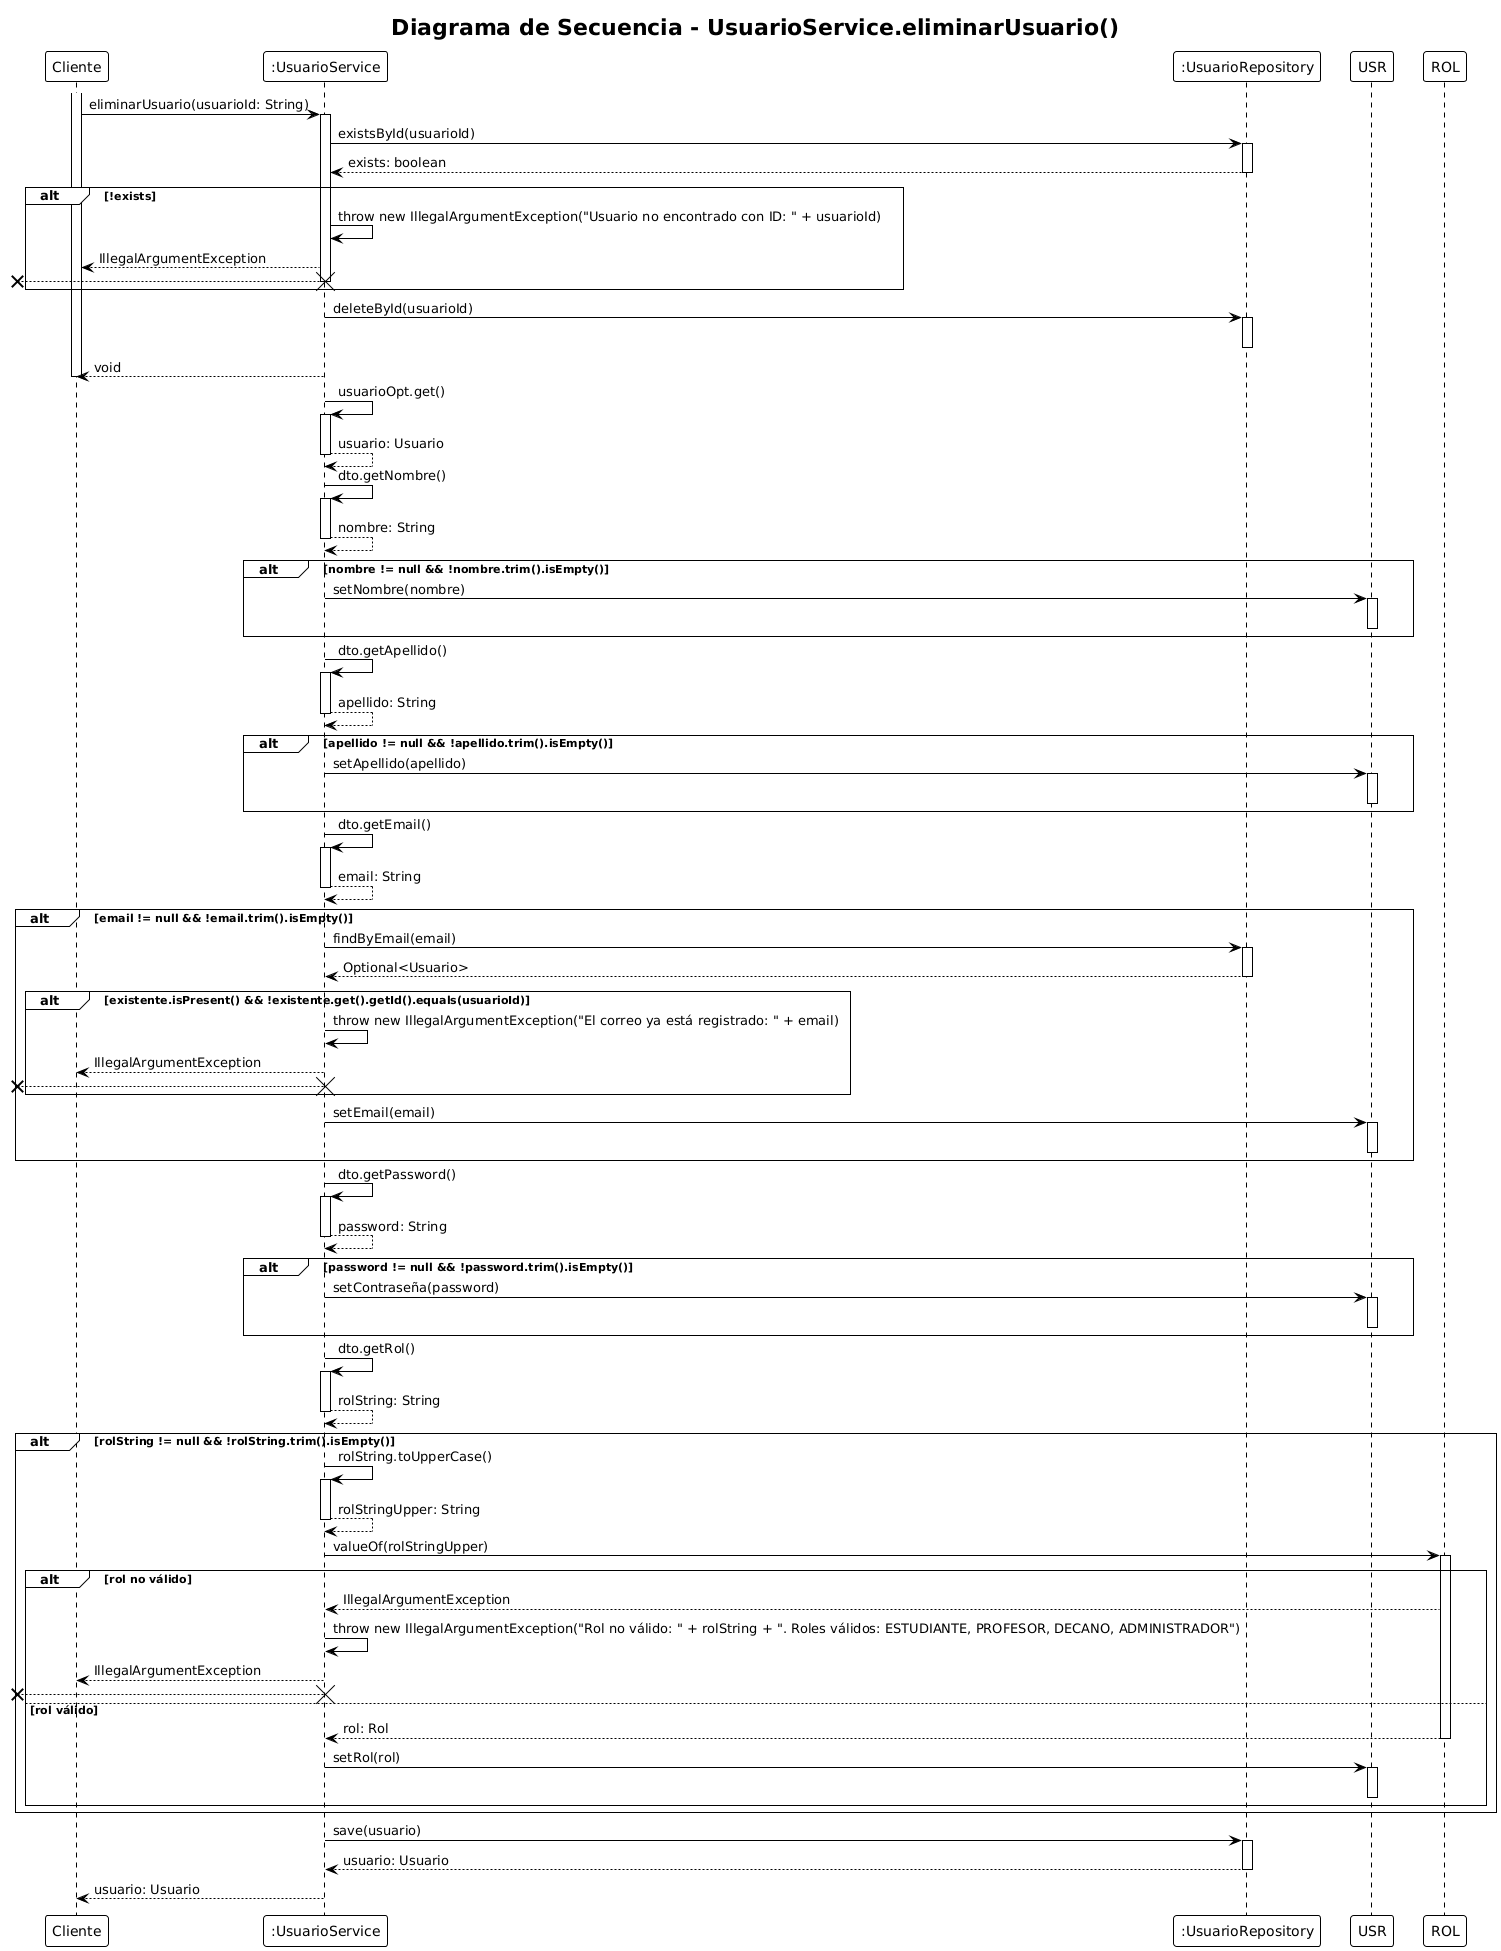 Diagrama de Secuencia - UsuarioService.eliminarUsuario()
Cliente
:UsuarioService
:UsuarioRepository
USR
ROL
eliminarUsuario(usuarioId: String)
existsById(usuarioId)
exists: boolean
alt
[!exists]
throw new IllegalArgumentException("Usuario no encontrado con ID: " + usuarioId)
IllegalArgumentException
deleteById(usuarioId)
void
usuarioOpt.get()
usuario: Usuario
dto.getNombre()
nombre: String
alt
[nombre != null && !nombre.trim().isEmpty()]
setNombre(nombre)
dto.getApellido()
apellido: String
alt
[apellido != null && !apellido.trim().isEmpty()]
setApellido(apellido)
dto.getEmail()
email: String
alt
[email != null && !email.trim().isEmpty()]
findByEmail(email)
Optional<Usuario>
alt
[existente.isPresent() && !existente.get().getId().equals(usuarioId)]
throw new IllegalArgumentException("El correo ya está registrado: " + email)
IllegalArgumentException
setEmail(email)
dto.getPassword()
password: String
alt
[password != null && !password.trim().isEmpty()]
setContraseña(password)
dto.getRol()
rolString: String
alt
[rolString != null && !rolString.trim().isEmpty()]
rolString.toUpperCase()
rolStringUpper: String
valueOf(rolStringUpper)
alt
[rol no válido]
IllegalArgumentException
throw new IllegalArgumentException("Rol no válido: " + rolString + ". Roles válidos: ESTUDIANTE, PROFESOR, DECANO, ADMINISTRADOR")
IllegalArgumentException
[rol válido]
rol: Rol
setRol(rol)
save(usuario)
usuario: Usuario
usuario: Usuario
Cliente
:UsuarioService
:UsuarioRepository
USR
ROL